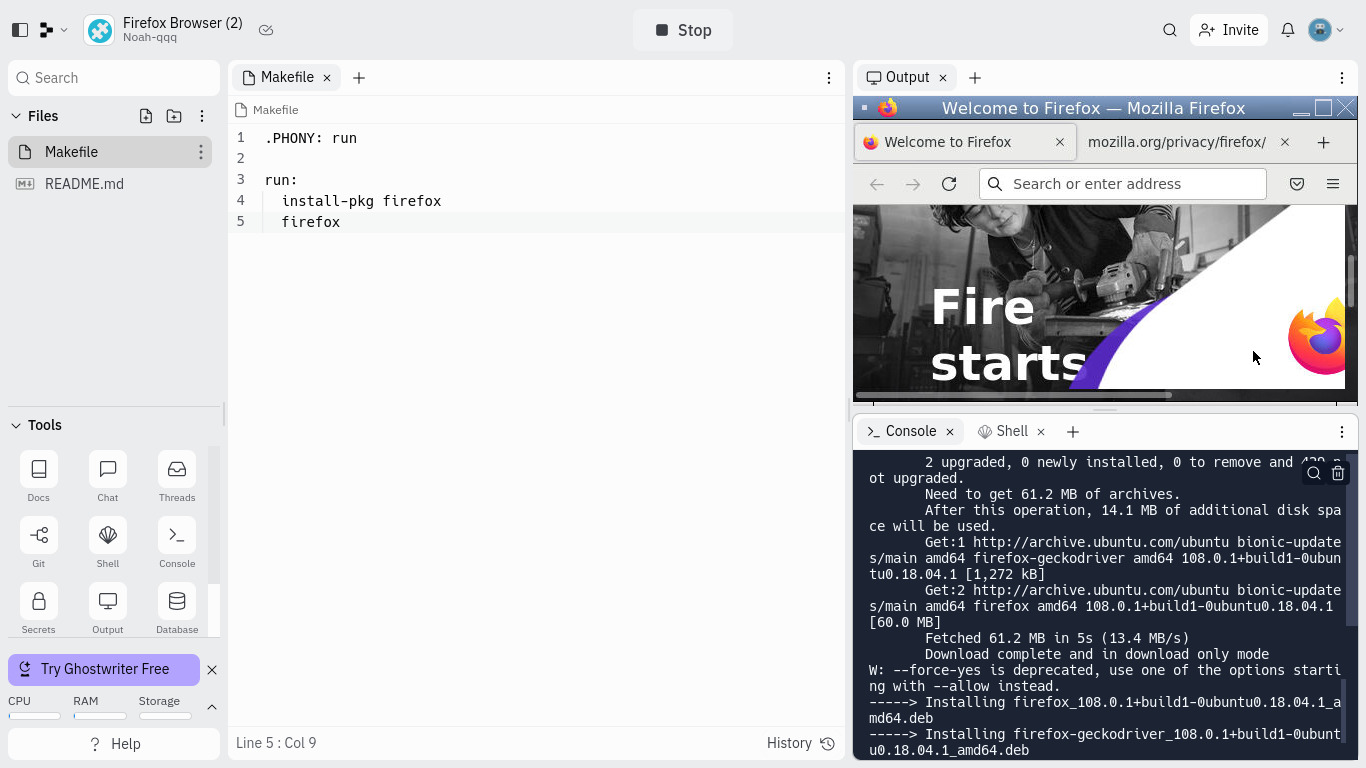 Firefox Browser (2)
Noah-qqq
Stop
Invite
Search
Files
Makefile
README.md
Tools
Docs
Chat
Threads
Git
Shell
Console
Secrets
Output
Database
Try Ghostwriter Free
CPU
RAM
Storage
Help
Makefile
Makefile
1 .PHONY: run
2
3 run:
4 install-pkg firefox
5 firefox
Line 5 : Col 9
History
Output
Welcome to Firefox — Mozilla Firefox
Welcome to Firefox
mozilla.org/privacy/firefox/
Search or enter address
Fire
starts
Console
Shell
2 upgraded, 0 newly installed, 0 to remove and 
ot upgraded.
Need to get 61.2 MB of archives.
After this operation, 14.1 MB of additional disk spa
ce will be used.
Get:1 http://archive.ubuntu.com/ubuntu bionic-update
s/main amd64 firefox-geckodriver amd64 108.0.1+build1-0ubun
tu0.18.04.1 [1,272 kB]
Get:2 http://archive.ubuntu.com/ubuntu bionic-update
s/main amd64 firefox amd64 108.0.1+build1-0ubuntu0.18.04.1
[60.0 MB]
Fetched 61.2 MB in 5s (13.4 MB/s)
Download complete and in download only mode
W: --force-yes is deprecated, use one of the options starti
ng with --allow instead.
-----> Installing firefox_108.0.1+build1-0ubuntu0.18.04.1_a
md64.deb
-----> Installing firefox-geckodriver_108.0.1+build1-0ubunt
u0.18.04.1_amd64.deb